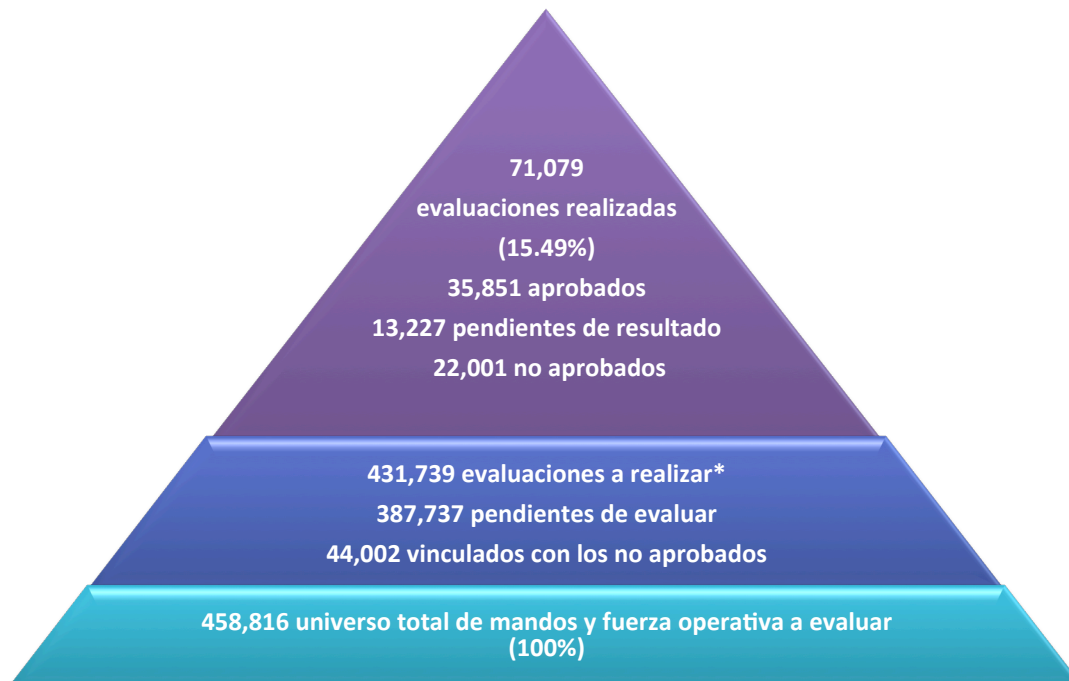 71,079
evaluaciones realizadas
(15.49%)
35,851 aprobados
13,227 pendientes de resultado
22,001 no aprobados
431,739 evaluaciones a realizar*
387,737 pendientes de evaluar
44,002 vinculados con los no aprobados
458,816 universo total de mandos y fuerza operativa a evaluar
(100%)